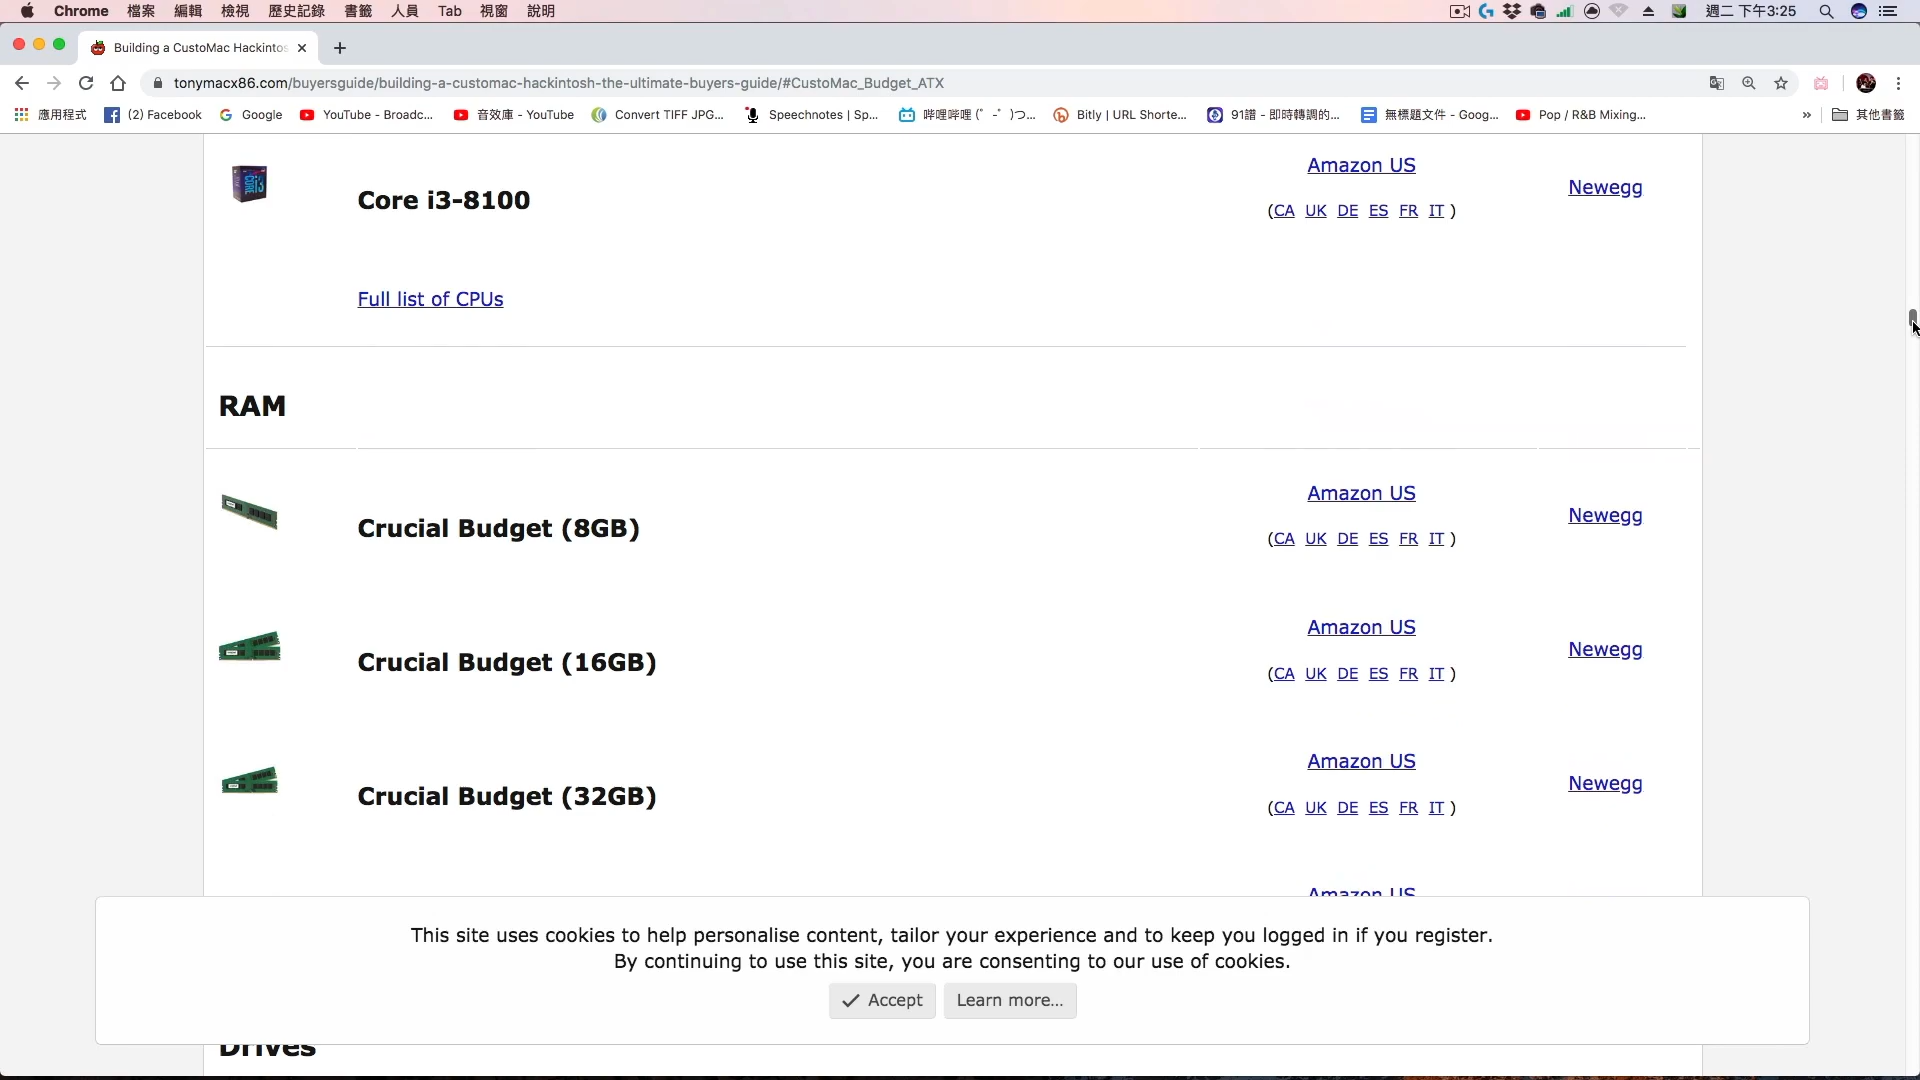 Chrome 檔案 編輯 檢視 歷史記錄 書籤 人員 Tab 視窗 說明 週二 下午3:25
Building a CustoMac Hackintos
tonymacx86.com/buyersguide/building-a-customac-hackintosh-the-ultimate-buyers-guide/#CustoMac_Budget_ATX
應用程式 (2) Facebook Google YouTube - Broadc... 音效庫 - YouTube Convert TIFF JPG... Speechnotes | Sp... 哔哩哔哩 (゜-゜)つ... Bitly | URL Shorte... 91譜 - 即時轉調的... 無標題文件 - Goog... Pop / R&B Mixing... » 其他書籤
Amazon US
Core i3-8100 Newegg
(CA UK DE ES FR IT )
Full list of CPUs
RAM
Amazon US
Crucial Budget (8GB) Newegg
(CA UK DE ES FR IT )
Amazon US
Crucial Budget (16GB) Newegg
(CA UK DE ES FR IT )
Amazon US
Crucial Budget (32GB) Newegg
(CA UK DE ES FR IT )
Amazon US
This site uses cookies to help personalise content, tailor your experience and to keep you logged in if you register.
By continuing to use this site, you are consenting to our use of cookies.
Accept Learn more...
Drives